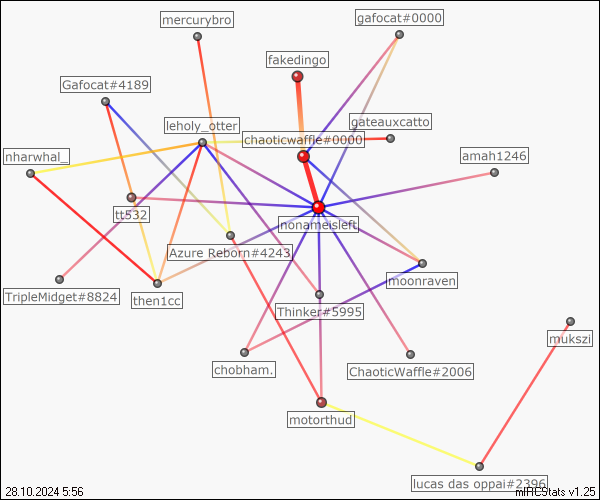 mercurybro
gafocat#0000
fakedingo
Gafocat#4189
leholy_otter
gateauxcatto
chaoticwaffle#0000
nharwhal_
amah1246
tt532
nonameisleft
Azure Reborn#4243
moonraven
TripleMidget#8824
then1cc
Thinker#5995
mukszi
chobham.
ChaoticWaffle#2006
motorthud
lucas das oppai#2396
28.10.2024 5:56
mIRCStats v1.25